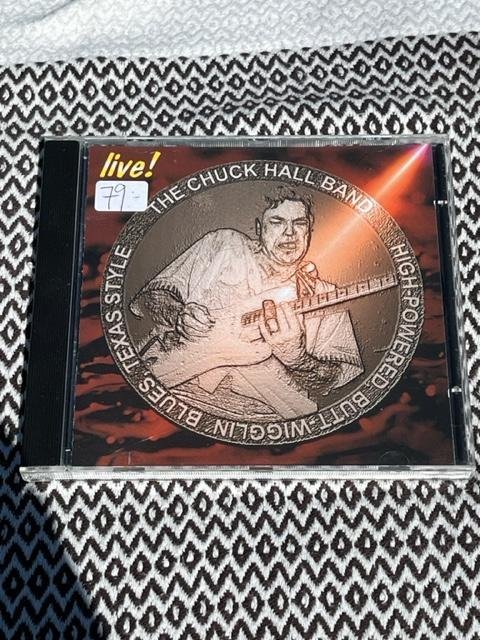 live!
79.-
THE CHUCK HALL BAND
HIGH-POWERED, BUTT-WIGGLIN' BLUES TEXAS STYLE